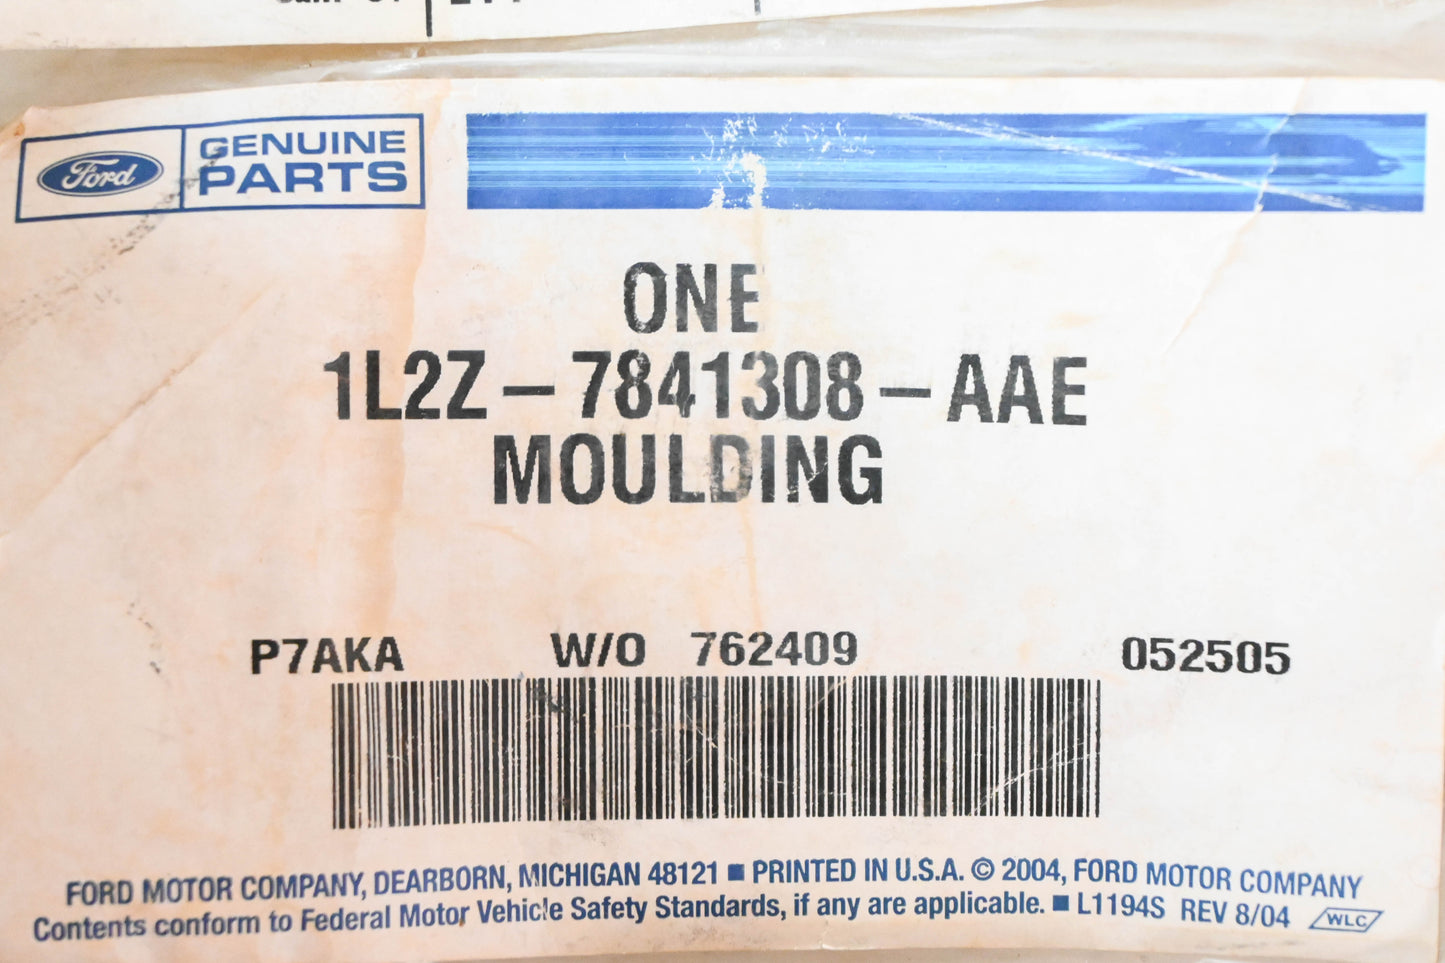 Ford
GENUINE
PARTS
ONE
1L2Z-7841308-AAE
MOULDING
P7AKA W/O 762409 052505
FORD MOTOR COMPANY, DEARBORN, MICHIGAN 48121 ■ PRINTED IN U.S.A. © 2004, FORD MOTOR COMPANY
Contents conform to Federal Motor Vehicle Safety Standards, if any are applicable. ■ L1194S REV 8/04 WLC